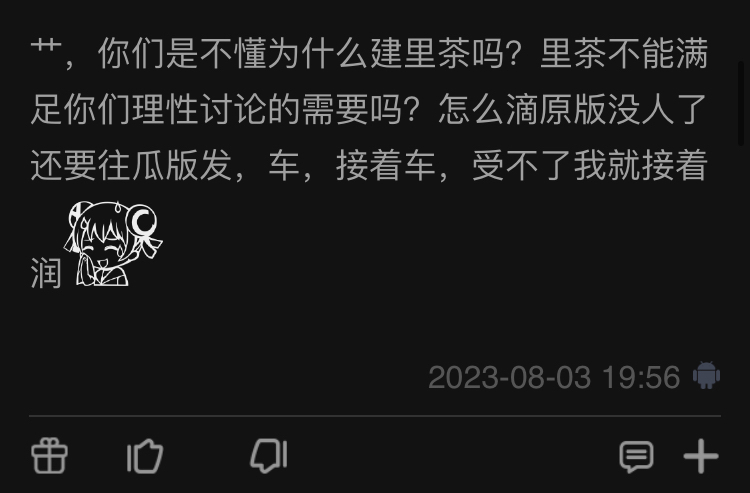 艹，你们是不懂为什么建里茶吗？里茶不能满
足你们理性讨论的需要吗？怎么滴原版没人了
还要往瓜版发，车，接着车，受不了我就接着
润
2023-08-03 19:56